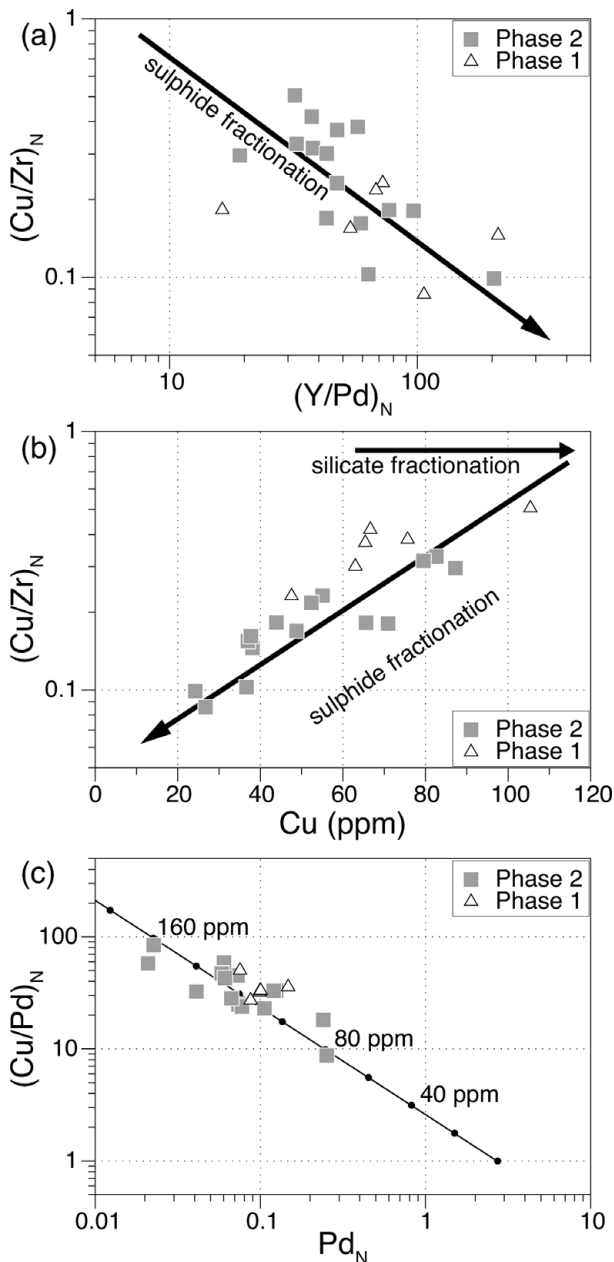 (a)
1
Phase 2
Phase 1
sulphide fractionation
(Cu/Zr)N
0.1
10
100
(Y/Pd)N
(b)
1
silicate fractionation
(Cu/Zr)N
sulphide fractionation
0.1
Phase 2
Phase 1
0
20
40
60
80
100
120
Cu (ppm)
(c)
Phase 2
Phase 1
100
160 ppm
(Cu/Pd)N
10
80 ppm
40 ppm
1
0.01
0.1
1
10
PdN